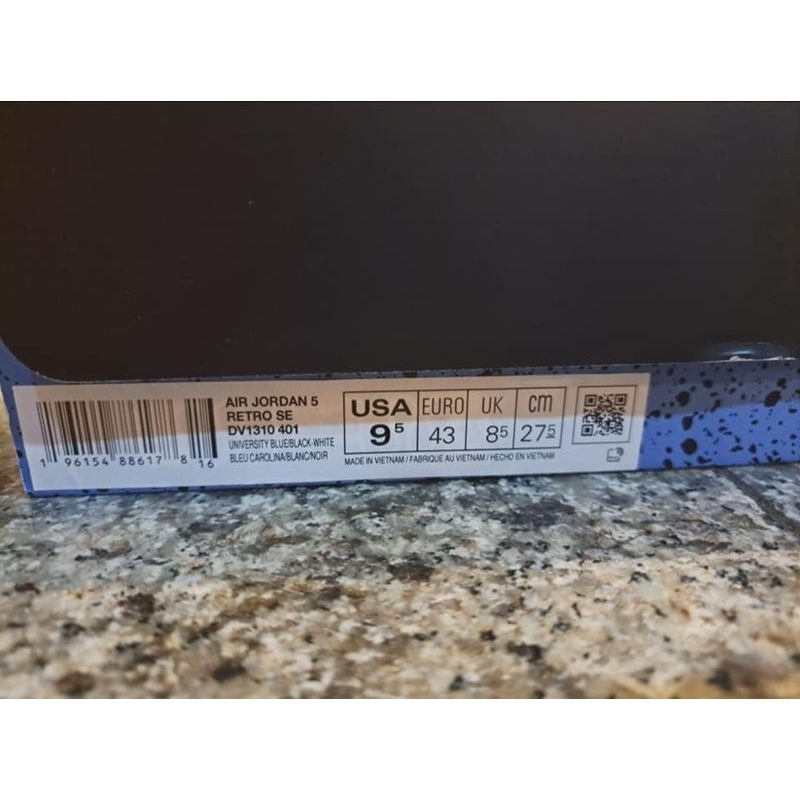 AIR JORDAN 5
RETRO SE
DV1310 401
UNIVERSITY BLUE/BLACK-WHITE
BLEU CAROLINA/BLANC/NOIR
1 96154 88617 8 16
USA EURO UK cm
9⁵ 43 8⁵ 27⁵
MADE IN VIETNAM / FABRIQUE AU VIETNAM / HECHO EN VIETNAM